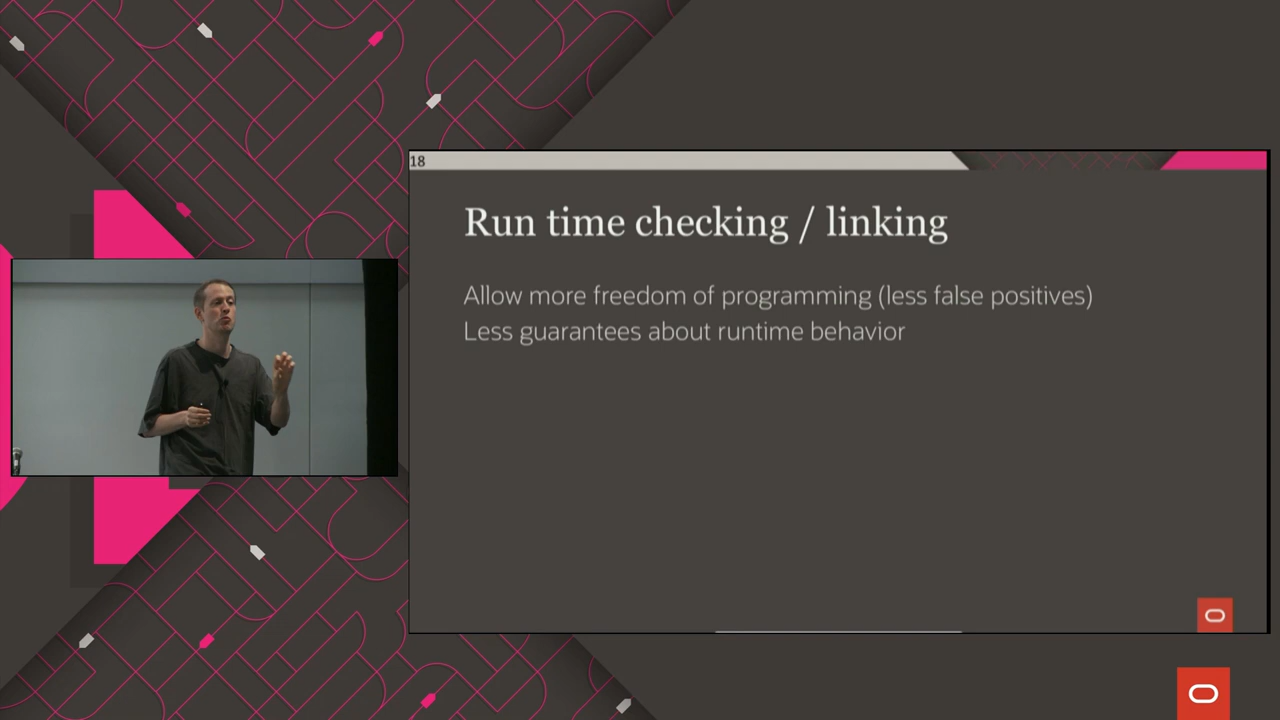 18
Run time checking / linking
Allow more freedom of programming (less false positives)
Less guarantees about runtime behavior